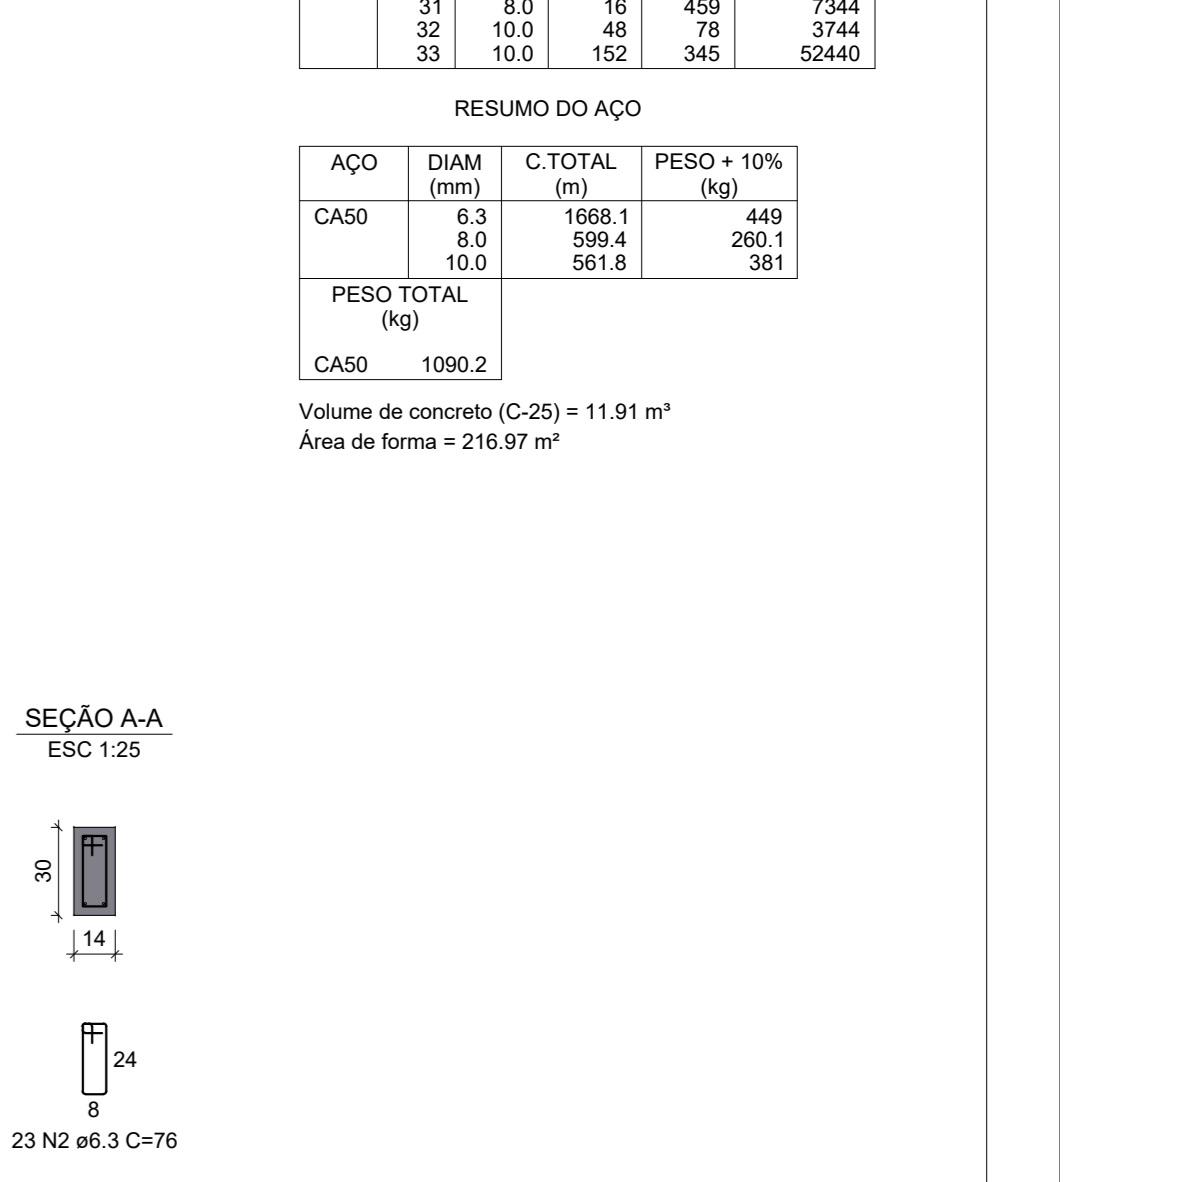 31 8.0 16 459 7344
32 10.0 48 78 3744
33 10.0 152 345 52440
RESUMO DO AÇO
AÇO DIAM C.TOTAL PESO + 10%
(mm) (m) (kg)
CA50 6.3 1668.1 449
8.0 599.4 260.1
10.0 561.8 381
PESO TOTAL
(kg)
CA50 1090.2
Volume de concreto (C-25) = 11.91 m³
Área de forma = 216.97 m²
SEÇÃO A-A
ESC 1:25
30
14
24
8
23 N2 ø6.3 C=76